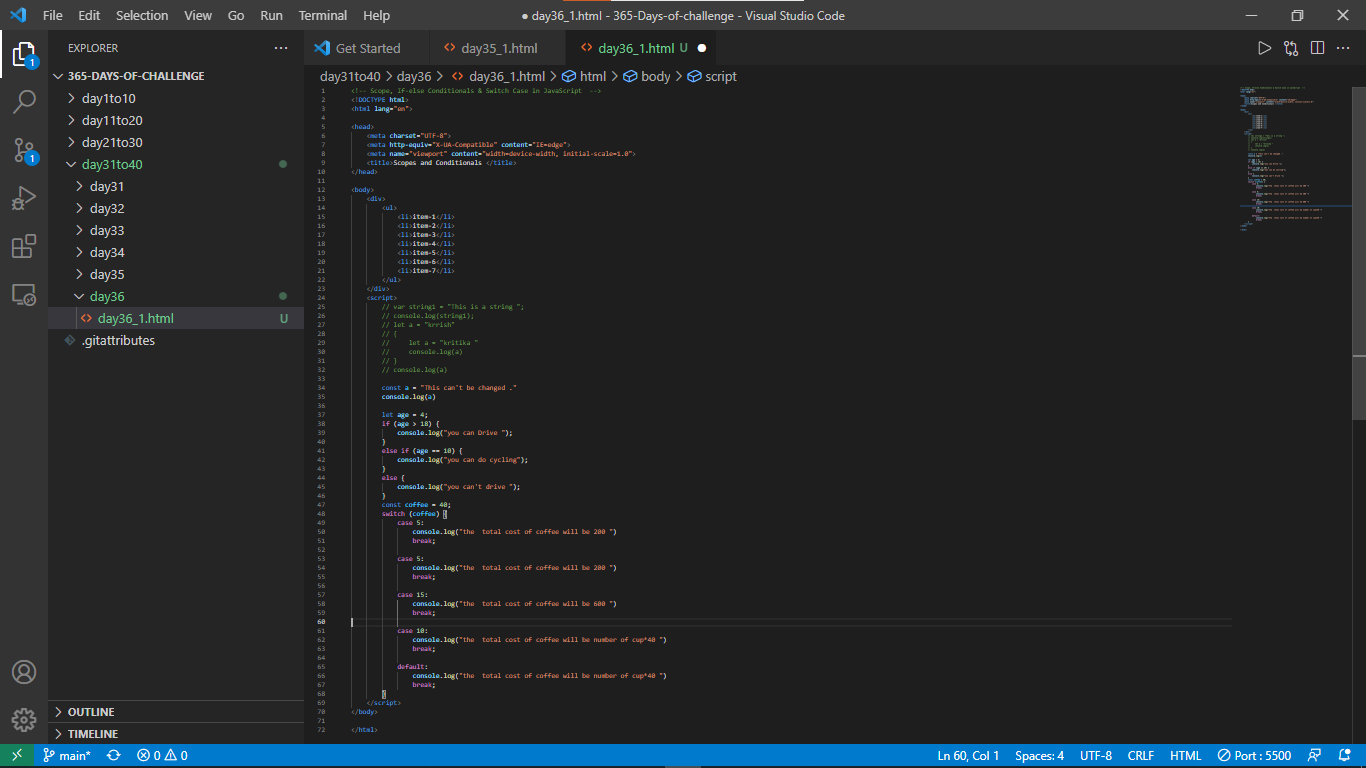 File Edit Selection View Go Run Terminal Help
● day36_1.html - 365-Days-of-challenge - Visual Studio Code
EXPLORER
365-DAYS-OF-CHALLENGE
day1to10
day11to20
day21to30
day31to40
day31
day32
day33
day34
day35
day36
day36_1.html U
.gitattributes
OUTLINE
TIMELINE
Get Started day35_1.html day36_1.html U
day31to40 > day36 > day36_1.html > html > body > script
1 <!-- Scope, if-else Conditionals & Switch Case in JavaScript  -->
2 <!DOCTYPE html>
3 <html lang="en">
4
5 <head>
6 <meta charset="UTF-8">
7 <meta http-equiv="X-UA-Compatible" content="IE=edge">
8 <meta name="viewport" content="width=device-width, initial-scale=1.0">
9 <title>Scopes and Conditionals </title>
10 </head>
11
12 <body>
13 <div>
14 <ul>
15 <li>item-1</li>
16 <li>item-2</li>
17 <li>item-3</li>
18 <li>item-4</li>
19 <li>item-5</li>
20 <li>item-6</li>
21 <li>item-7</li>
22 </ul>
23 </div>
24 <script>
25 // var string1 = "This is a string ";
26 // console.log(string1);
27 // let a = "krrish"
28 // {
29 //     let a = "kritika "
30 //     console.log(a)
31 // }
32 // console.log(a)
33
34 const a = "This can't be changed ."
35 console.log(a)
36
37 let age = 4;
38 if (age > 18) {
39 console.log("you can Drive ");
40 }
41 else if (age == 10) {
42 console.log("you can do cycling");
43 }
44 else {
45 console.log("you can't drive ");
46 }
47 const coffee = 40;
48 switch (coffee) {
49 case 5:
50 console.log("the  total cost of coffee will be 200 ")
51 break;
52
53 case 5:
54 console.log("the  total cost of coffee will be 200 ")
55 break;
56
57 case 15:
58 console.log("the  total cost of coffee will be 600 ")
59 break;
60
61 case 10:
62 console.log("the  total cost of coffee will be number of cup*40 ")
63 break;
64
65 default:
66 console.log("the  total cost of coffee will be number of cup*40 ")
67 break;
68 }
69 </script>
70 </body>
71
72 </html>
main* 0 0 Ln 60, Col 1 Spaces: 4 UTF-8 CRLF HTML Port : 5500